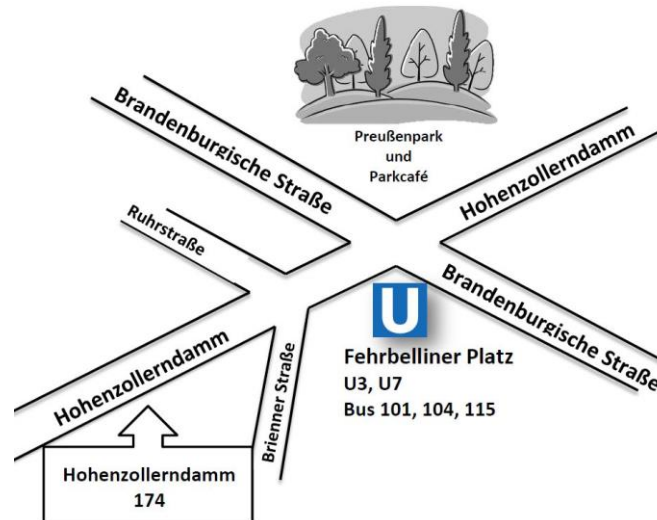 Preußenpark
und
Parkcafé
Brandenburgische Straße
Hohenzollerndamm
Ruhrstraße
Brandenburgische Straße
U
Fehrbelliner Platz
U3, U7
Bus 101, 104, 115
Hohenzollerndamm
Brienner Straße
Hohenzollerndamm
174